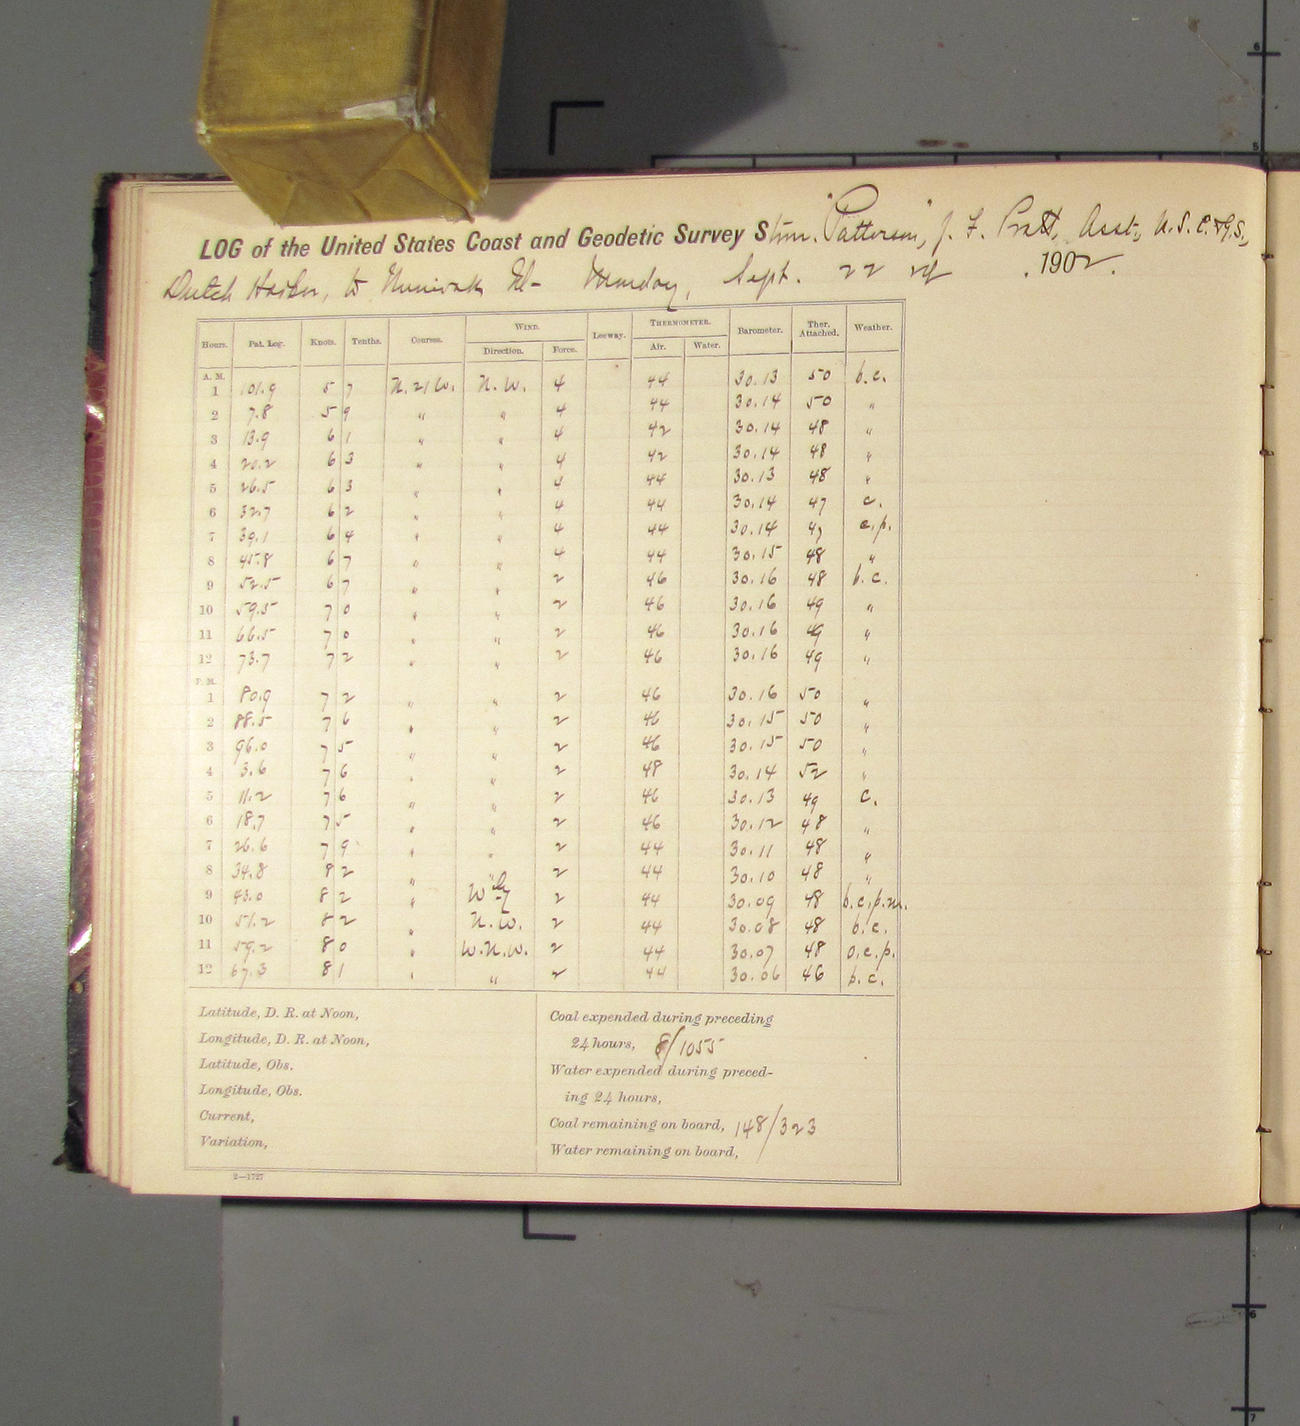 LOG of the United States Coast and Geodetic Survey Stmr. "Patterson", J. F. Pratt, Asst., U.S.C.&G.S.,
Dutch Harbor, to Nunivak Id- Monday, Sept. 22nd, 1902.
Hours. Pat. Log. Knots. Tenths. Courses. WIND. Leeway. THERMOMETER. Barometer. Ther. Attached. Weather.
Direction. Force. Air. Water.
A. M.
1 101.9 5 7 N. 21 W. N. W. 4 44 30.13 50 b.c.
2 7.8 5 9 " " 4 44 30.14 50 "
3 13.9 6 1 " " 4 42 30.14 48 "
4 20.2 6 3 " " 4 42 30.14 48 "
5 26.5 6 3 " " 4 44 30.13 48 "
6 32.7 6 2 " " 4 44 30.14 47 c.
7 39.1 6 4 " " 4 44 30.14 47 c.p.
8 45.8 6 7 " " 4 44 30.15 48 "
9 52.5 6 7 " " 2 46 30.16 48 b.c.
10 59.5 7 0 " " 2 46 30.16 49 "
11 66.5 7 0 " " 2 46 30.16 49 "
12 73.7 7 2 " " 2 46 30.16 49 "
P. M.
1 80.9 7 2 " " 2 46 30.16 50 "
2 88.5 7 6 " " 2 46 30.15 50 "
3 96.0 7 5 " " 2 46 30.15 50 "
4 3.6 7 6 " " 2 48 30.14 52 "
5 11.2 7 6 " " 2 46 30.13 49 c.
6 18.7 7 5 " " 2 46 30.12 48 "
7 26.6 7 9 " " 2 44 30.11 48 "
8 34.8 8 2 " " 2 44 30.10 48 "
9 43.0 8 2 " W'ly 2 44 30.09 48 b.c.p.m.
10 51.2 8 2 " N.W. 2 44 30.08 48 b.c.
11 59.2 8 0 " W.N.W. 2 44 30.07 48 o.c.p.
12 67.3 8 1 " " 2 44 30.06 46 b.c.
Latitude, D. R. at Noon,
Longitude, D. R. at Noon,
Latitude, Obs.
Longitude, Obs.
Current,
Variation,
Coal expended during preceding
24 hours, 8/1055
Water expended during preced-
ing 24 hours,
Coal remaining on board, 148/323
Water remaining on board,
2—1727
6
5
6
7